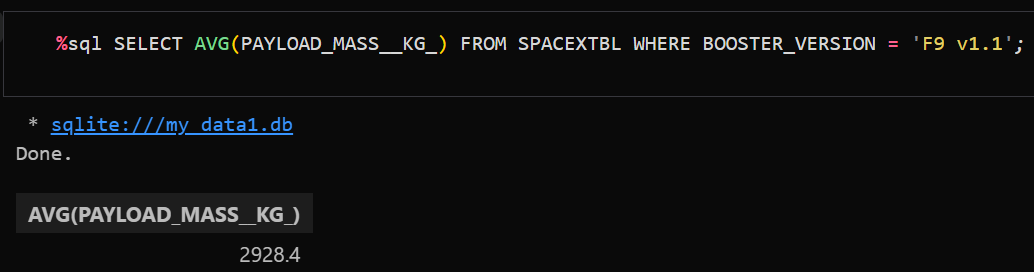 %sql SELECT AVG(PAYLOAD_MASS__KG_) FROM SPACEXTBL WHERE BOOSTER_VERSION = 'F9 v1.1';
* sqlite:///my_data1.db
Done.
AVG(PAYLOAD_MASS__KG_)
2928.4